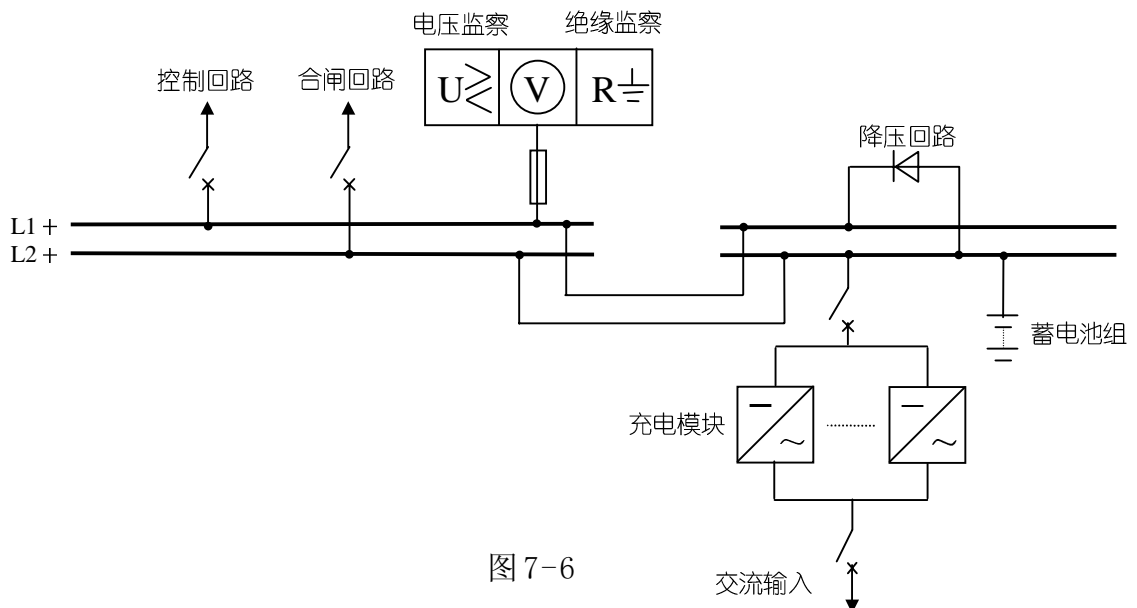 电压监察
绝缘监察
控制回路
合闸回路
U
V
R
降压回路
L1 +
L2 +
蓄电池组
充电模块
图 7-6
交流输入